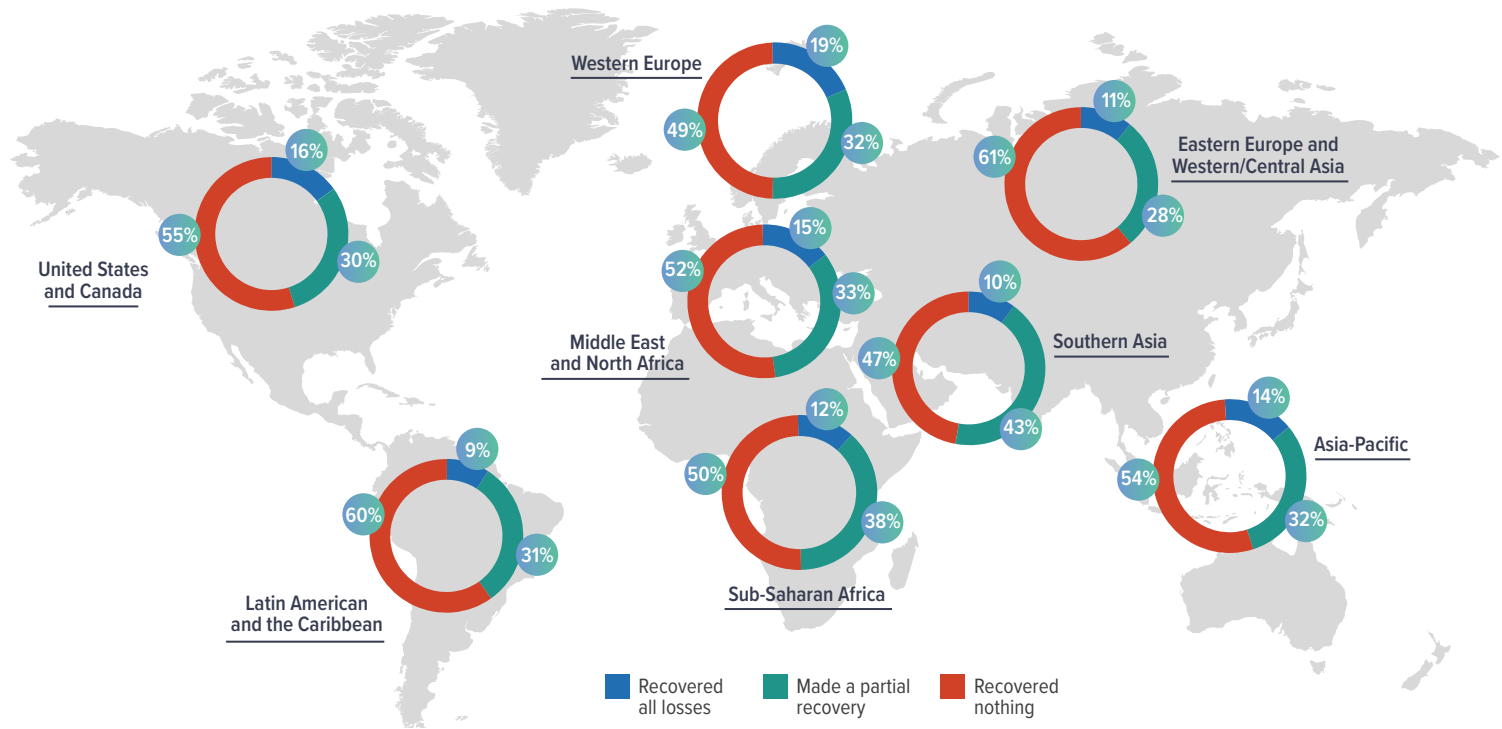 Western Europe
19%
49%
32%
11%
61%
28%
Eastern Europe and
Western/Central Asia
16%
55%
30%
United States
and Canada
15%
52%
33%
Middle East
and North Africa
10%
47%
43%
Southern Asia
14%
54%
32%
Asia-Pacific
12%
50%
38%
Sub-Saharan Africa
9%
60%
31%
Latin American
and the Caribbean
Recovered
all losses
Made a partial
recovery
Recovered
nothing